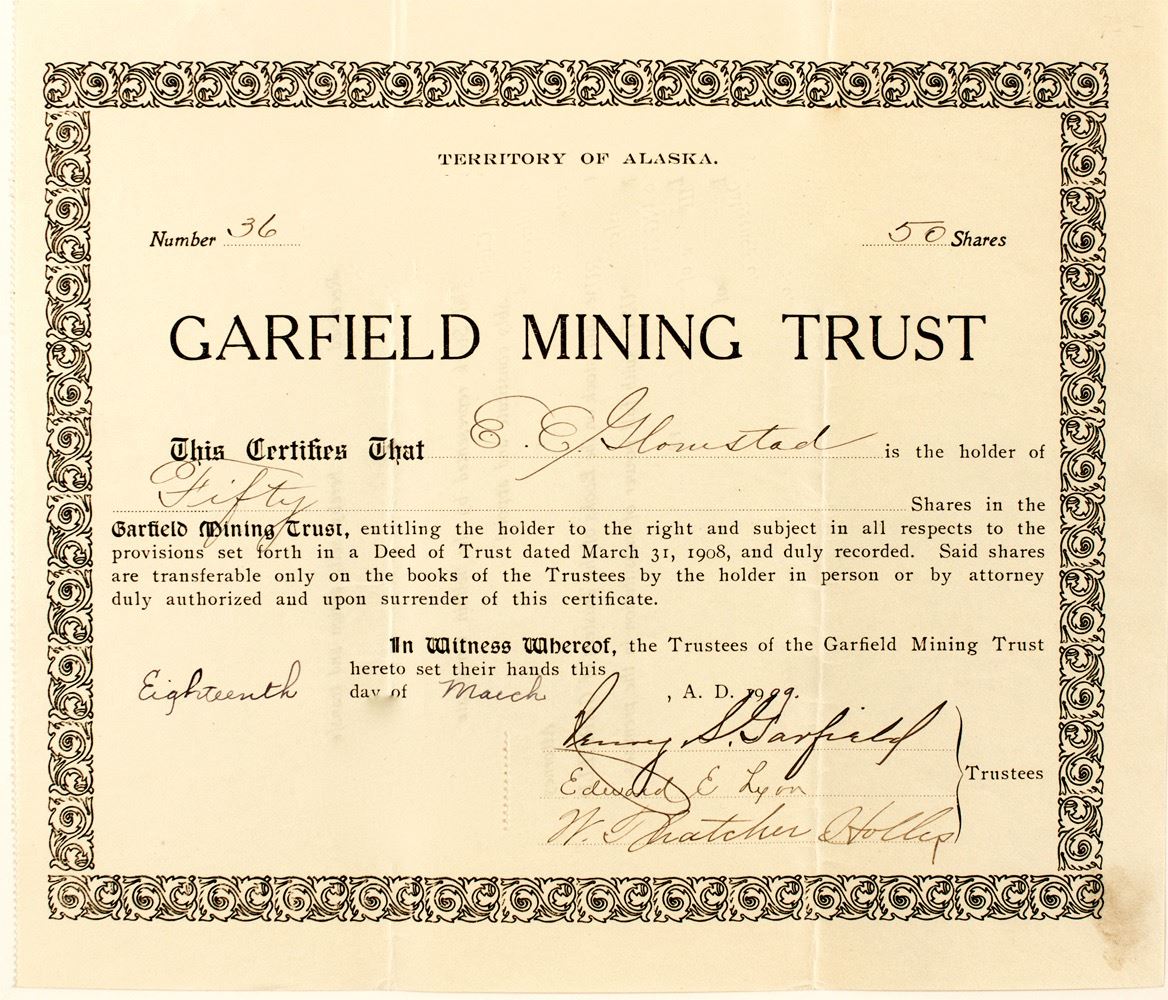 TERRITORY OF ALASKA.
Number 36
50 Shares
GARFIELD MINING TRUST
This Certifies That E. E. Glomstad is the holder of
Fifty Shares in the
Garfield Mining Trust, entitling the holder to the right and subject in all respects to the
provisions set forth in a Deed of Trust dated March 31, 1908, and duly recorded. Said shares
are transferable only on the books of the Trustees by the holder in person or by attorney
duly authorized and upon surrender of this certificate.
In Witness Whereof, the Trustees of the Garfield Mining Trust
hereto set their hands this
Eighteenth day of March , A. D. 1909.
Henry S. Garfield
Edward E Lyon
Trustees
W. Thatcher Hollis